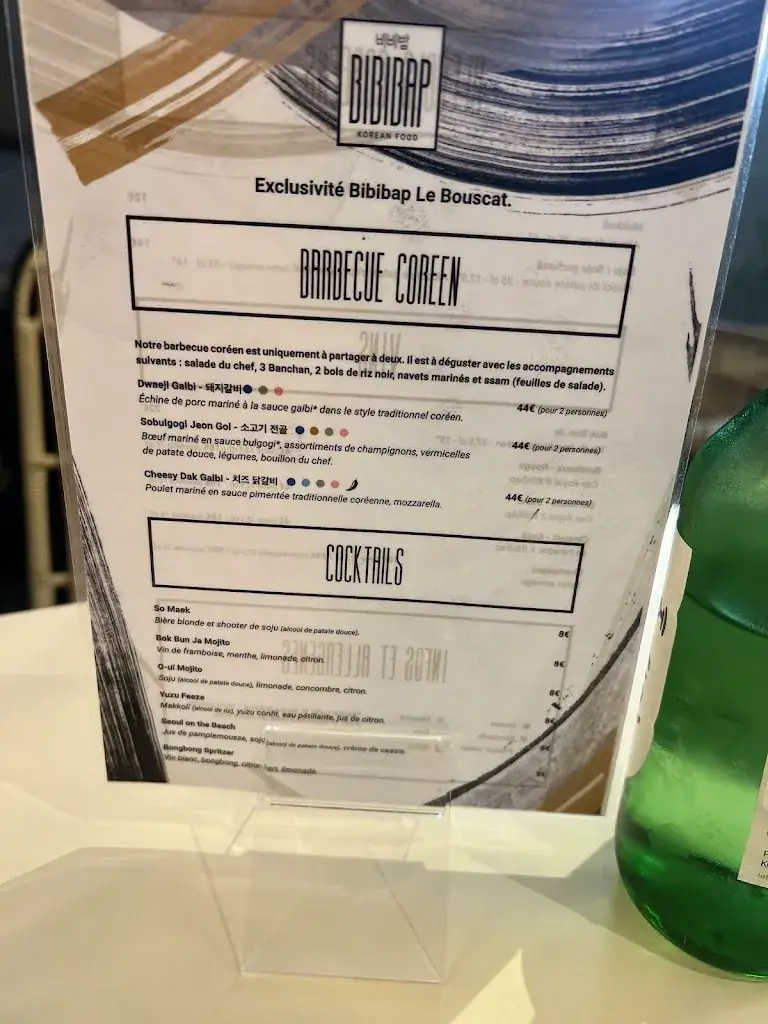 비비밥
BIBIBAP
KOREAN FOOD
Exclusivité Bibibap Le Bouscat.
BARBECUE COREEN
Notre barbecue coréen est uniquement à partager à deux. Il est à déguster avec les accompagnements
suivants : salade du chef, 3 Banchan, 2 bols de riz noir, navets marinés et ssam (feuilles de salade).
Dwaeji Galbi - 돼지갈비
Échine de porc mariné à la sauce galbi* dans le style traditionnel coréen. 44€ (pour 2 personnes)
Sobulgogi Jeon Gol - 소고기 전골
Bœuf mariné en sauce bulgogi*, assortiments de champignons, vermicelles 44€ (pour 2 personnes)
de patate douce, légumes, bouillon du chef.
Cheesy Dak Galbi - 치즈 닭갈비
Poulet mariné en sauce pimentée traditionnelle coréenne, mozzarella. 44€ (pour 2 personnes)
COCKTAILS
So Maek
Bière blonde et shooter de soju (alcool de patate douce). 8€
Bok Bun Ja Mojito
Vin de framboise, menthe, limonade, citron. 8€
O-uï Mojito
Soju (alcool de patate douce), limonade, concombre, citron. 8€
Yuzu Feeze
Makkoli (alcool de riz), yuzu confit, eau pétillante, jus de citron. 8€
Seoul on the Beach
Jus de pamplemousse, soju (alcool de patate douce), crème de cassis. 8€
Bongbong Spritzer
Vin blanc, bongbong, citron vert, limonade.